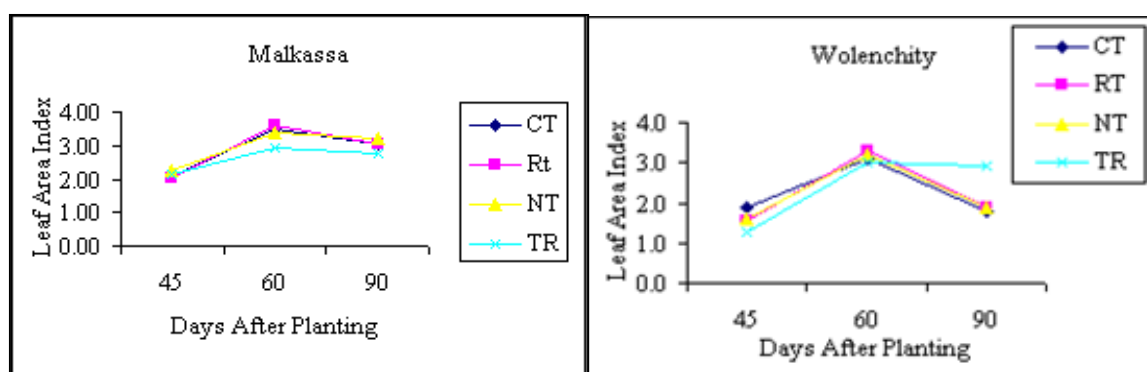 Malkassa
Leaf Area Index
4.00
3.00
2.00
1.00
0.00
45 60 90
Days After Planting
CT
Rt
NT
TR
Wolenchity
Leaf Area Index
4.0
3.0
2.0
1.0
0.0
45 60 90
Days After Planting
CT
RT
NT
TR